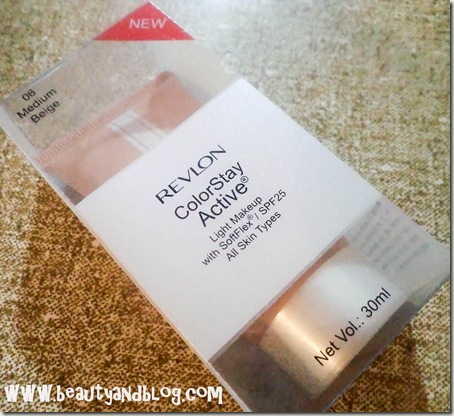 NEW
06
Medium
Beige
REVLON
ColorStay
Active®
Light Makeup
with SoftFlex® / SPF25
All Skin Types
Net Vol.: 30ml
www.beautyandblog.com